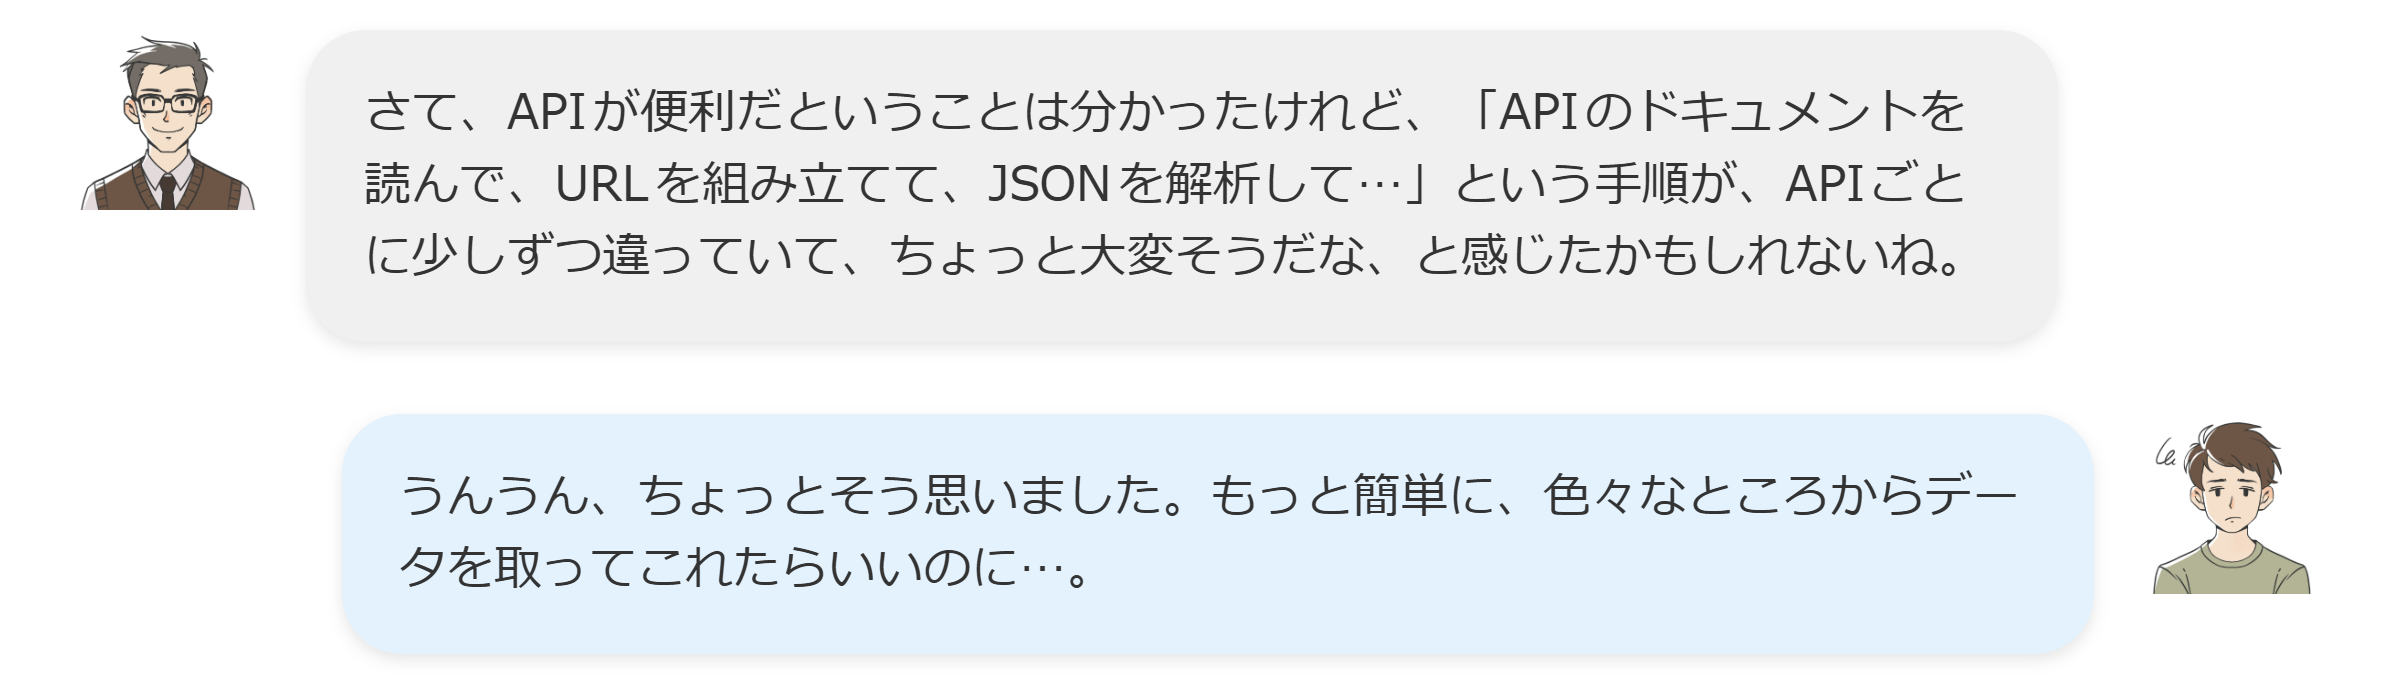 さて、APIが便利だということは分かったけれど、「APIのドキュメントを
読んで、URLを組み立てて、JSONを解析して…」という手順が、APIごと
に少しずつ違っていて、ちょっと大変そうだな、と感じたかもしれないね。
うんうん、ちょっとそう思いました。もっと簡単に、色々なところからデー
タを取ってこれたらいいのに…。